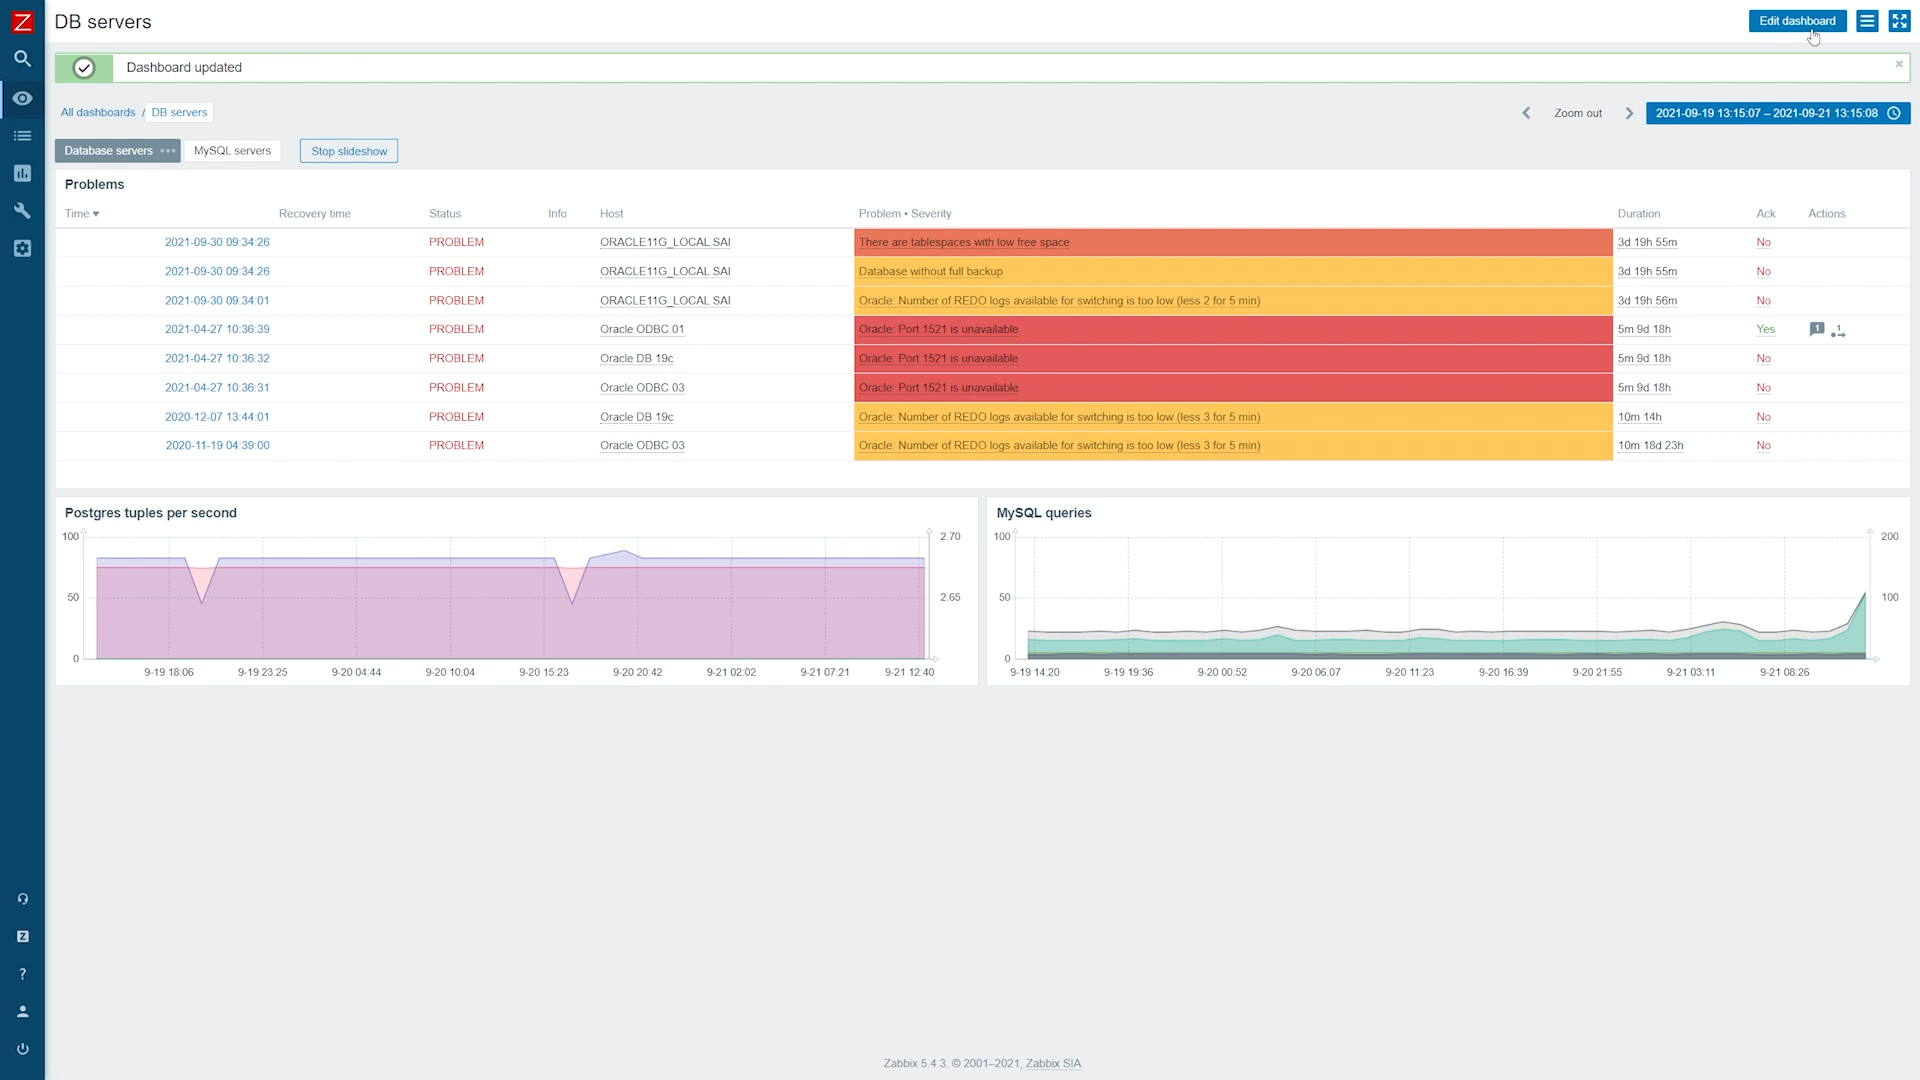 Z
DB servers
Edit dashboard
Dashboard updated
All dashboards / DB servers
Zoom out
2021-09-19 13:15:07 – 2021-09-21 13:15:08
Database servers
MySQL servers
Stop slideshow
Problems
Time ▼ Recovery time Status Info Host Problem • Severity Duration Ack Actions
2021-09-30 09:34:26 PROBLEM ORACLE11G_LOCAL SAI There are tablespaces with low free space 3d 19h 55m No
2021-09-30 09:34:26 PROBLEM ORACLE11G_LOCAL SAI Database without full backup 3d 19h 55m No
2021-09-30 09:34:01 PROBLEM ORACLE11G_LOCAL SAI Oracle: Number of REDO logs available for switching is too low (less 2 for 5 min) 3d 19h 56m No
2021-04-27 10:36:39 PROBLEM Oracle ODBC 01 Oracle: Port 1521 is unavailable 5m 9d 18h Yes 1 1
2021-04-27 10:36:32 PROBLEM Oracle DB 19c Oracle: Port 1521 is unavailable 5m 9d 18h No
2021-04-27 10:36:31 PROBLEM Oracle ODBC 03 Oracle: Port 1521 is unavailable 5m 9d 18h No
2020-12-07 13:44:01 PROBLEM Oracle DB 19c Oracle: Number of REDO logs available for switching is too low (less 3 for 5 min) 10m 14h No
2020-11-19 04:39:00 PROBLEM Oracle ODBC 03 Oracle: Number of REDO logs available for switching is too low (less 3 for 5 min) 10m 18d 23h No
Postgres tuples per second
100 2.70
50 2.65
0
9-19 18:06 9-19 23:25 9-20 04:44 9-20 10:04 9-20 15:23 9-20 20:42 9-21 02:02 9-21 07:21 9-21 12:40
MySQL queries
100 200
50 100
0
9-19 14:20 9-19 19:36 9-20 00:52 9-20 06:07 9-20 11:23 9-20 16:39 9-20 21:55 9-21 03:11 9-21 08:26
Z
?
Zabbix 5.4.3. © 2001–2021, Zabbix SIA